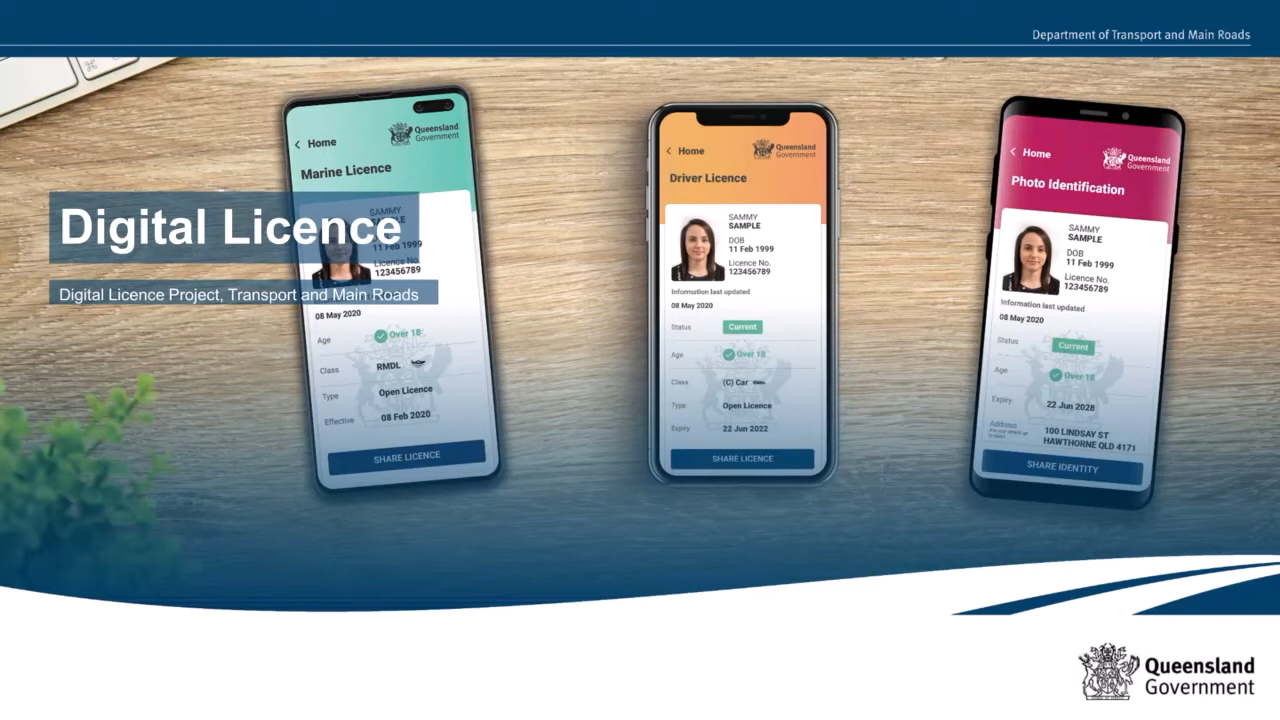 Department of Transport and Main Roads
Digital Licence
Digital Licence Project, Transport and Main Roads
Home
Queensland
Government
Marine Licence
SAMMY
SAMPLE
11 Feb 1999
Licence No.
123456789
08 May 2020
Age
Over 18
Class
RMDL
Type
Open Licence
Effective
08 Feb 2020
SHARE LICENCE
Home
Queensland
Government
Driver Licence
SAMMY
SAMPLE
DOB
11 Feb 1999
Licence No.
123456789
Information last updated
08 May 2020
Status
Current
Age
Over 18
Class
(C) Car
Type
Open Licence
Expiry
22 Jun 2022
SHARE LICENCE
Home
Queensland
Government
Photo Identification
SAMMY
SAMPLE
DOB
11 Feb 1999
Licence No.
123456789
Information last updated
08 May 2020
Status
Current
Age
Over 18
Expiry
22 Jun 2028
Address
100 LINDSAY ST
HAWTHORNE QLD 4171
SHARE IDENTITY
Queensland
Government